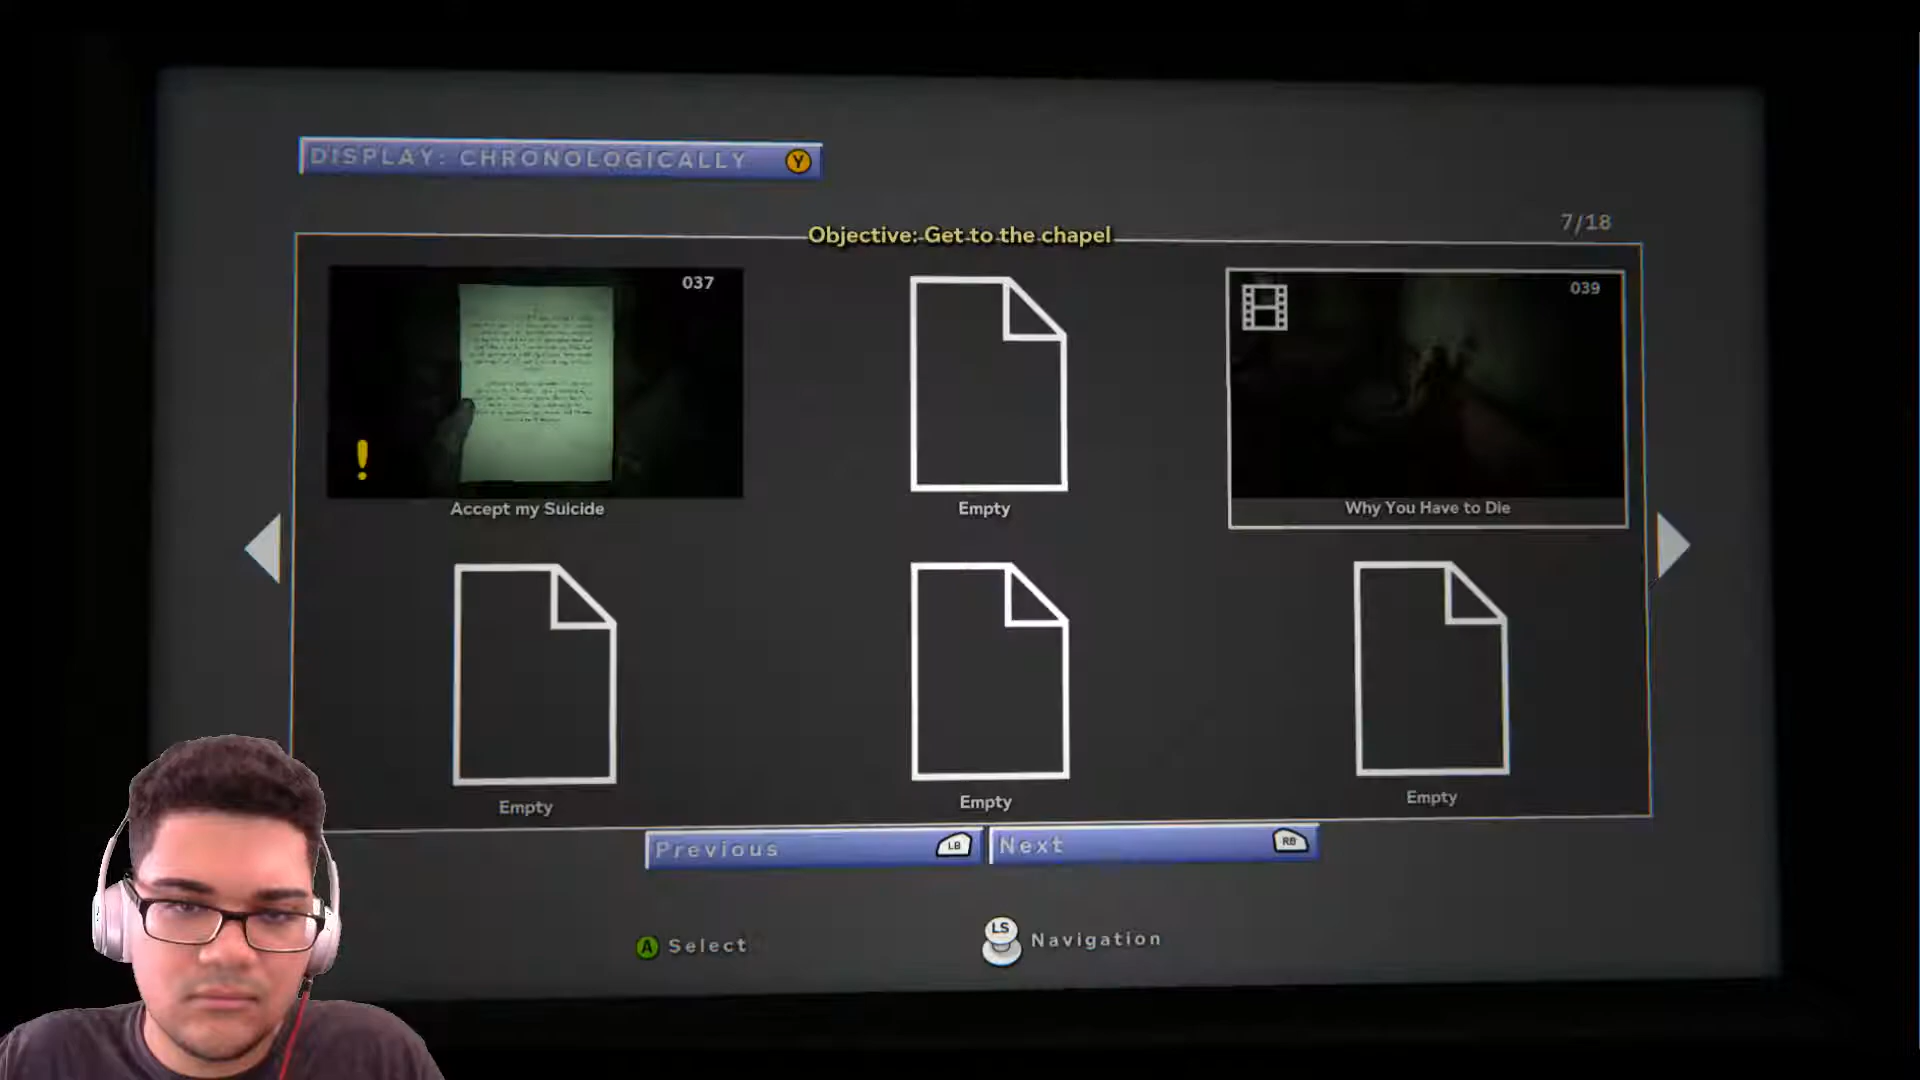 DISPLAY: CHRONOLOGICALLY Y
7/18
Objective: Get to the chapel
037
039
Accept my Suicide
Empty
Why You Have to Die
Empty
Empty
Empty
Previous LB
Next RB
A Select
LS Navigation